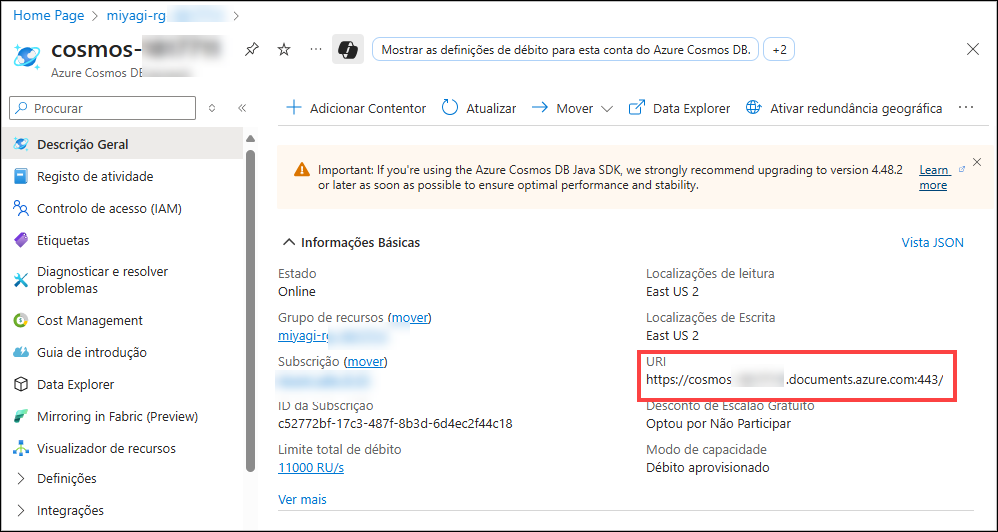 Home Page > miyagi-rg >
cosmos-
Azure Cosmos DB
Mostrar as definições de débito para esta conta do Azure Cosmos DB.
+2
Procurar
Adicionar Contentor
Atualizar
Mover
Data Explorer
Ativar redundância geográfica
Descrição Geral
Registo de atividade
Controlo de acesso (IAM)
Etiquetas
Diagnosticar e resolver
problemas
Cost Management
Guia de introdução
Data Explorer
Mirroring in Fabric (Preview)
Visualizador de recursos
Definições
Integrações
Important: If you're using the Azure Cosmos DB Java SDK, we strongly recommend upgrading to version 4.48.2
or later as soon as possible to ensure optimal performance and stability.
Learn
more
Informações Básicas
Vista JSON
Estado
Online
Grupo de recursos (mover)
miyagi-rg
Subscrição (mover)
ID da Subscrição
c52772bf-17c3-487f-8b3d-6d4ec2f44c18
Limite total de débito
11000 RU/s
Ver mais
Localizações de leitura
East US 2
Localizações de Escrita
East US 2
URI
https://cosmos .documents.azure.com:443/
Desconto de Escalão Gratuito
Optou por Não Participar
Modo de capacidade
Débito aprovisionado